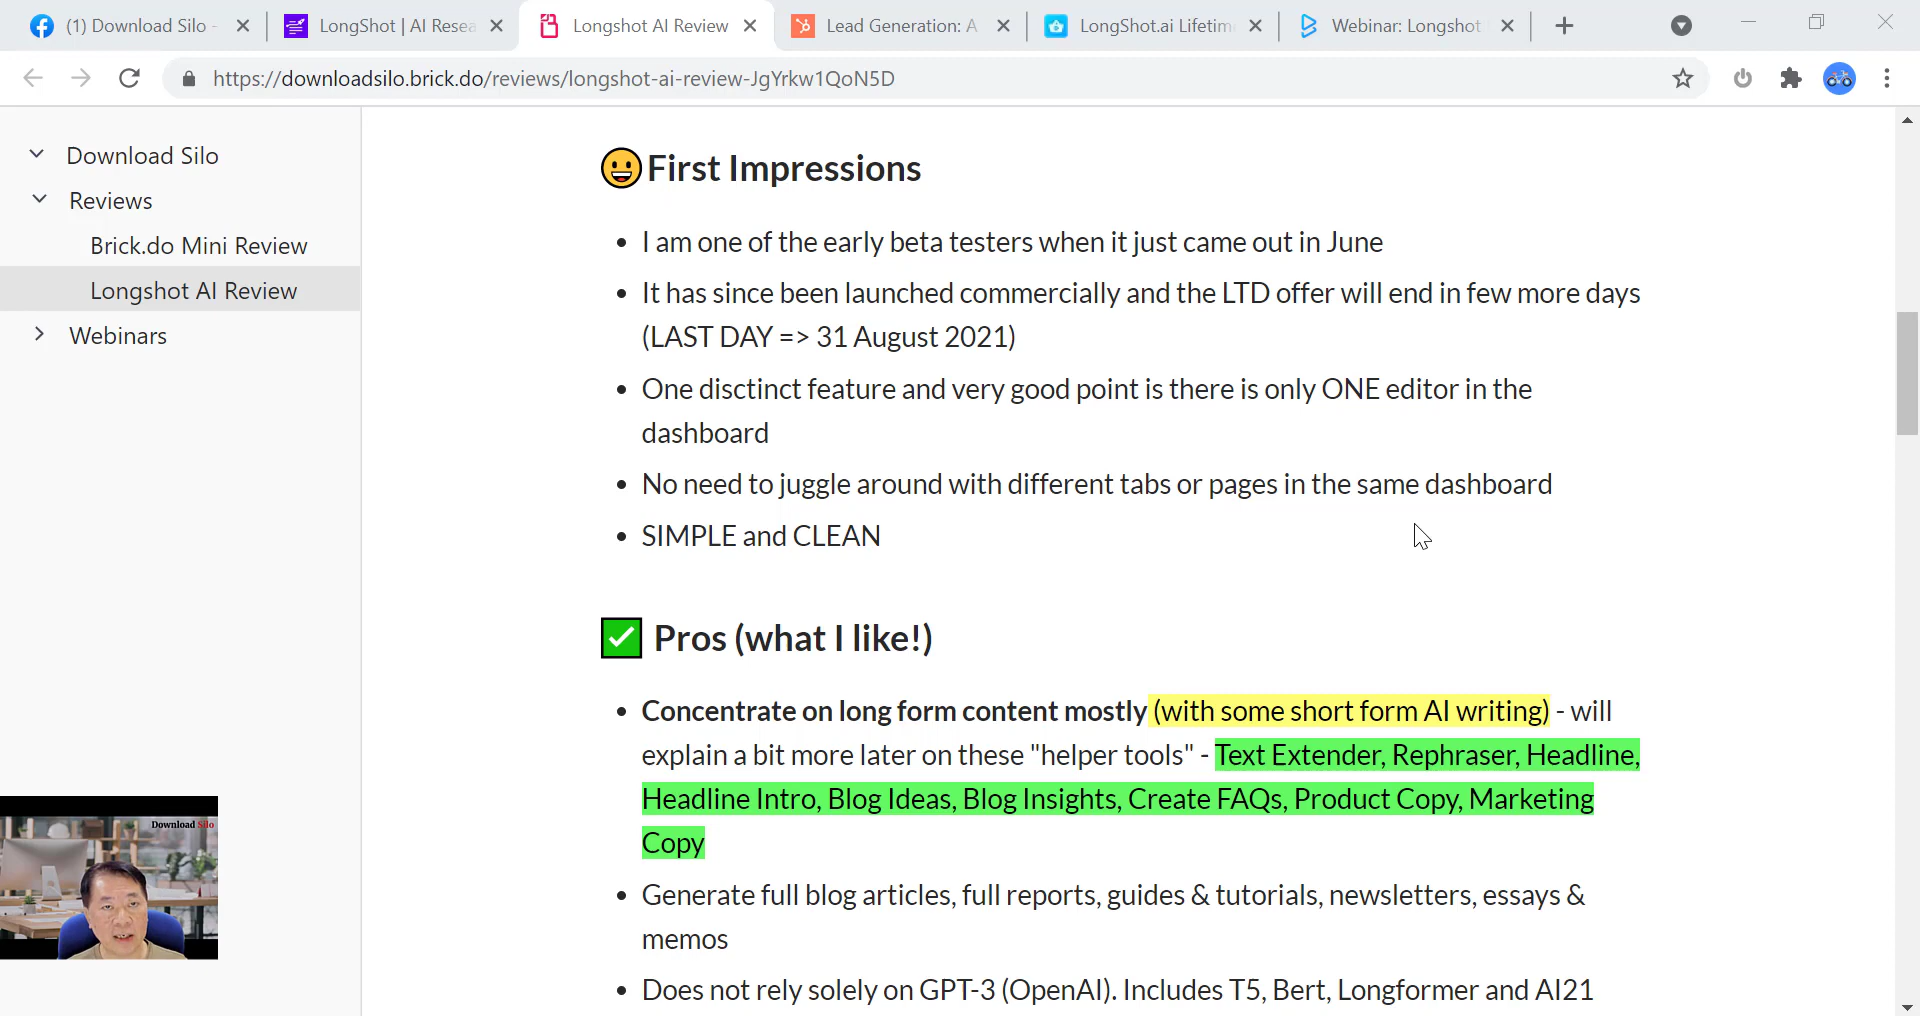 (1) Download Silo -
LongShot | AI Resea
Longshot AI Review
Lead Generation: A
LongShot.ai Lifetim
Webinar: Longshot
https://downloadsilo.brick.do/reviews/longshot-ai-review-JgYrkw1QoN5D
Download Silo
Reviews
Brick.do Mini Review
Longshot AI Review
Webinars
First Impressions
• I am one of the early beta testers when it just came out in June
• It has since been launched commercially and the LTD offer will end in few more days
(LAST DAY => 31 August 2021)
• One disctinct feature and very good point is there is only ONE editor in the
dashboard
• No need to juggle around with different tabs or pages in the same dashboard
• SIMPLE and CLEAN
Pros (what I like!)
• Concentrate on long form content mostly (with some short form AI writing) - will
explain a bit more later on these "helper tools" - Text Extender, Rephraser, Headline,
Headline Intro, Blog Ideas, Blog Insights, Create FAQs, Product Copy, Marketing
Copy
• Generate full blog articles, full reports, guides & tutorials, newsletters, essays &
memos
• Does not rely solely on GPT-3 (OpenAI). Includes T5, Bert, Longformer and AI21
Download Silo